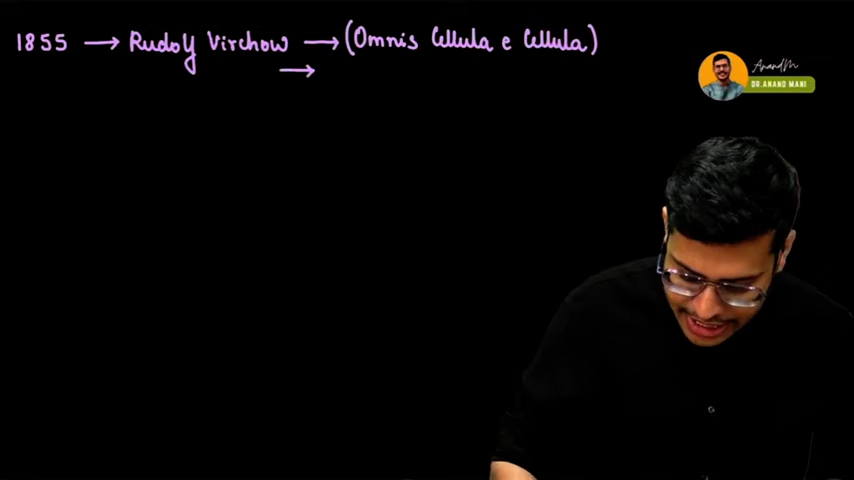 1855 → Rudolf Virchow → (Omnis Cellula e Cellula)
→
AnandM
DR.ANAND MANI